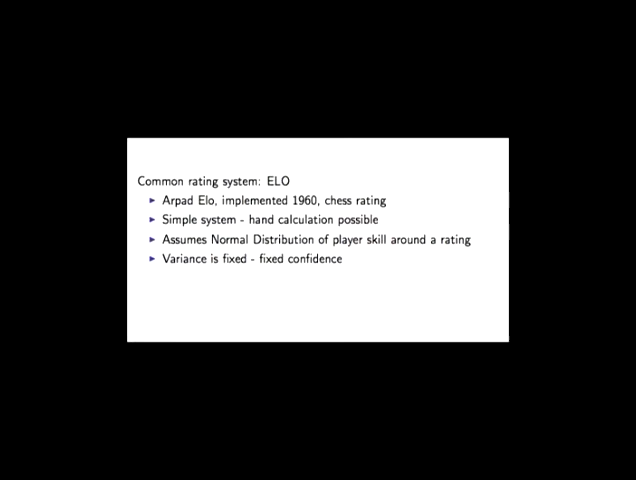 Common rating system: ELO
▶ Arpad Elo, implemented 1960, chess rating
▶ Simple system - hand calculation possible
▶ Assumes Normal Distribution of player skill around a rating
▶ Variance is fixed - fixed confidence